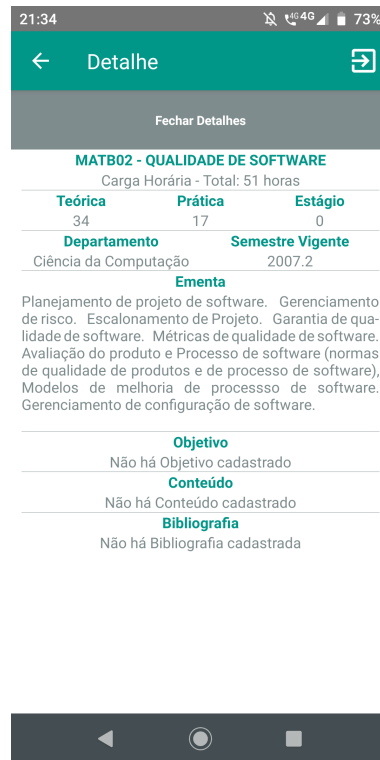 21:34 4G 4G 73%
Detalhe
Fechar Detalhes
MATB02 - QUALIDADE DE SOFTWARE
Carga Horária - Total: 51 horas
Teórica Prática Estágio
34 17 0
Departamento Semestre Vigente
Ciência da Computação 2007.2
Ementa
Planejamento de projeto de software. Gerenciamento
de risco. Escalonamento de Projeto. Garantia de qua-
lidade de software. Métricas de qualidade de software.
Avaliação do produto e Processo de software (normas
de qualidade de produtos e de processo de software),
Modelos de melhoria de processso de software.
Gerenciamento de configuração de software.
Objetivo
Não há Objetivo cadastrado
Conteúdo
Não há Conteúdo cadastrado
Bibliografia
Não há Bibliografia cadastrada